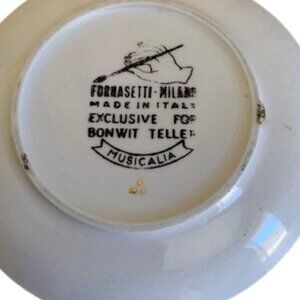 FORNASETTI-MILANO
MADE IN ITALY
EXCLUSIVE FOR
BONWIT TELLER
MUSICALIA